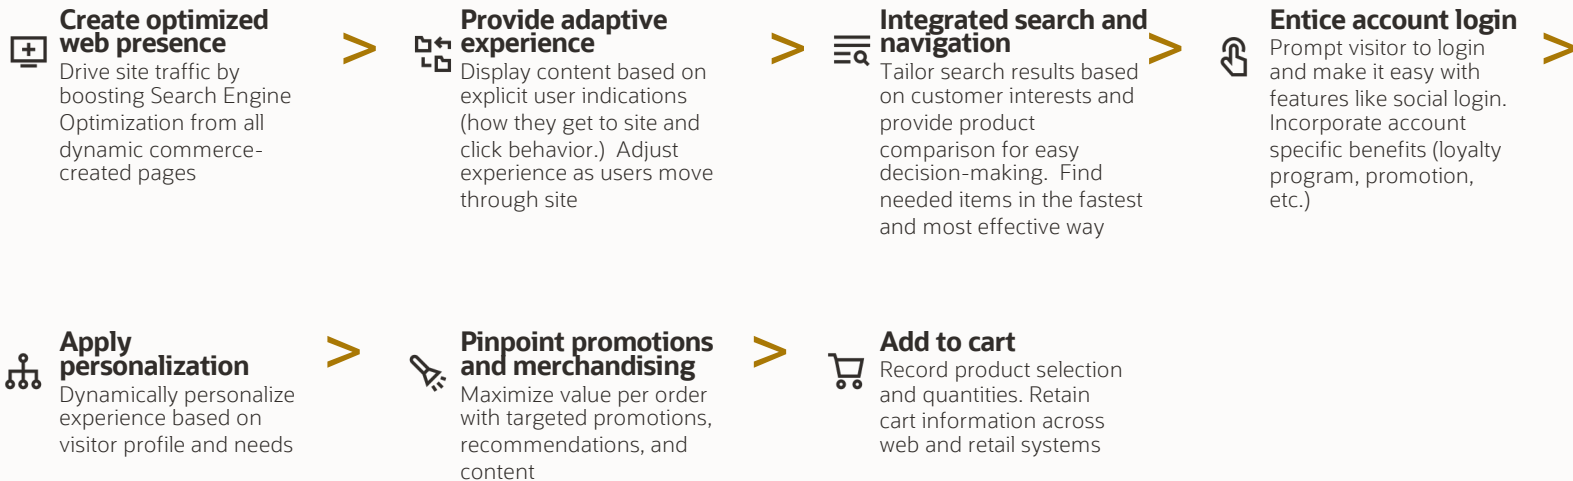 Create optimized
web presence
Drive site traffic by
boosting Search Engine
Optimization from all
dynamic commerce-
created pages
>
Provide adaptive
experience
Display content based on
explicit user indications
(how they get to site and
click behavior.)  Adjust
experience as users move
through site
>
Integrated search and
navigation
Tailor search results based
on customer interests and
provide product
comparison for easy
decision-making.  Find
needed items in the fastest
and most effective way
>
Entice account login
Prompt visitor to login
and make it easy with
features like social login.
Incorporate account
specific benefits (loyalty
program, promotion,
etc.)
>
Apply
personalization
Dynamically personalize
experience based on
visitor profile and needs
>
Pinpoint promotions
and merchandising
Maximize value per order
with targeted promotions,
recommendations, and
content
>
Add to cart
Record product selection
and quantities. Retain
cart information across
web and retail systems